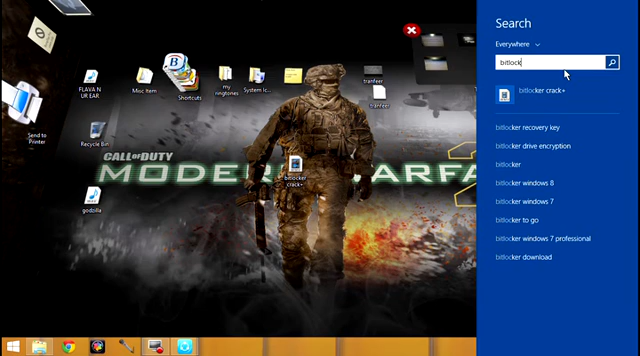 Search
Everywhere
bitlock
bitlocker crack+
bitlocker recovery key
bitlocker drive encryption
bitlocker
bitlocker windows 8
bitlocker windows 7
bitlocker to go
bitlocker windows 7 professional
bitlocker download
Send to
Printer
FLAVA N
UR EAR
Misc Item
Shortcuts
my
ringtones
System Ic...
tranfeer
tranfeer
Recycle Bin
CALL OF DUTY
MODERN WARFA
2
bitlocker
crack+
godzilla